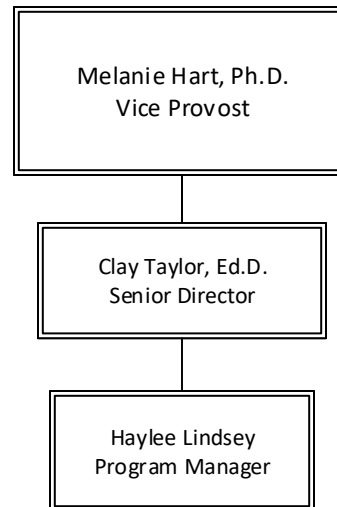 Melanie Hart, Ph.D.
Vice Provost
Clay Taylor, Ed.D.
Senior Director
Haylee Lindsey
Program Manager